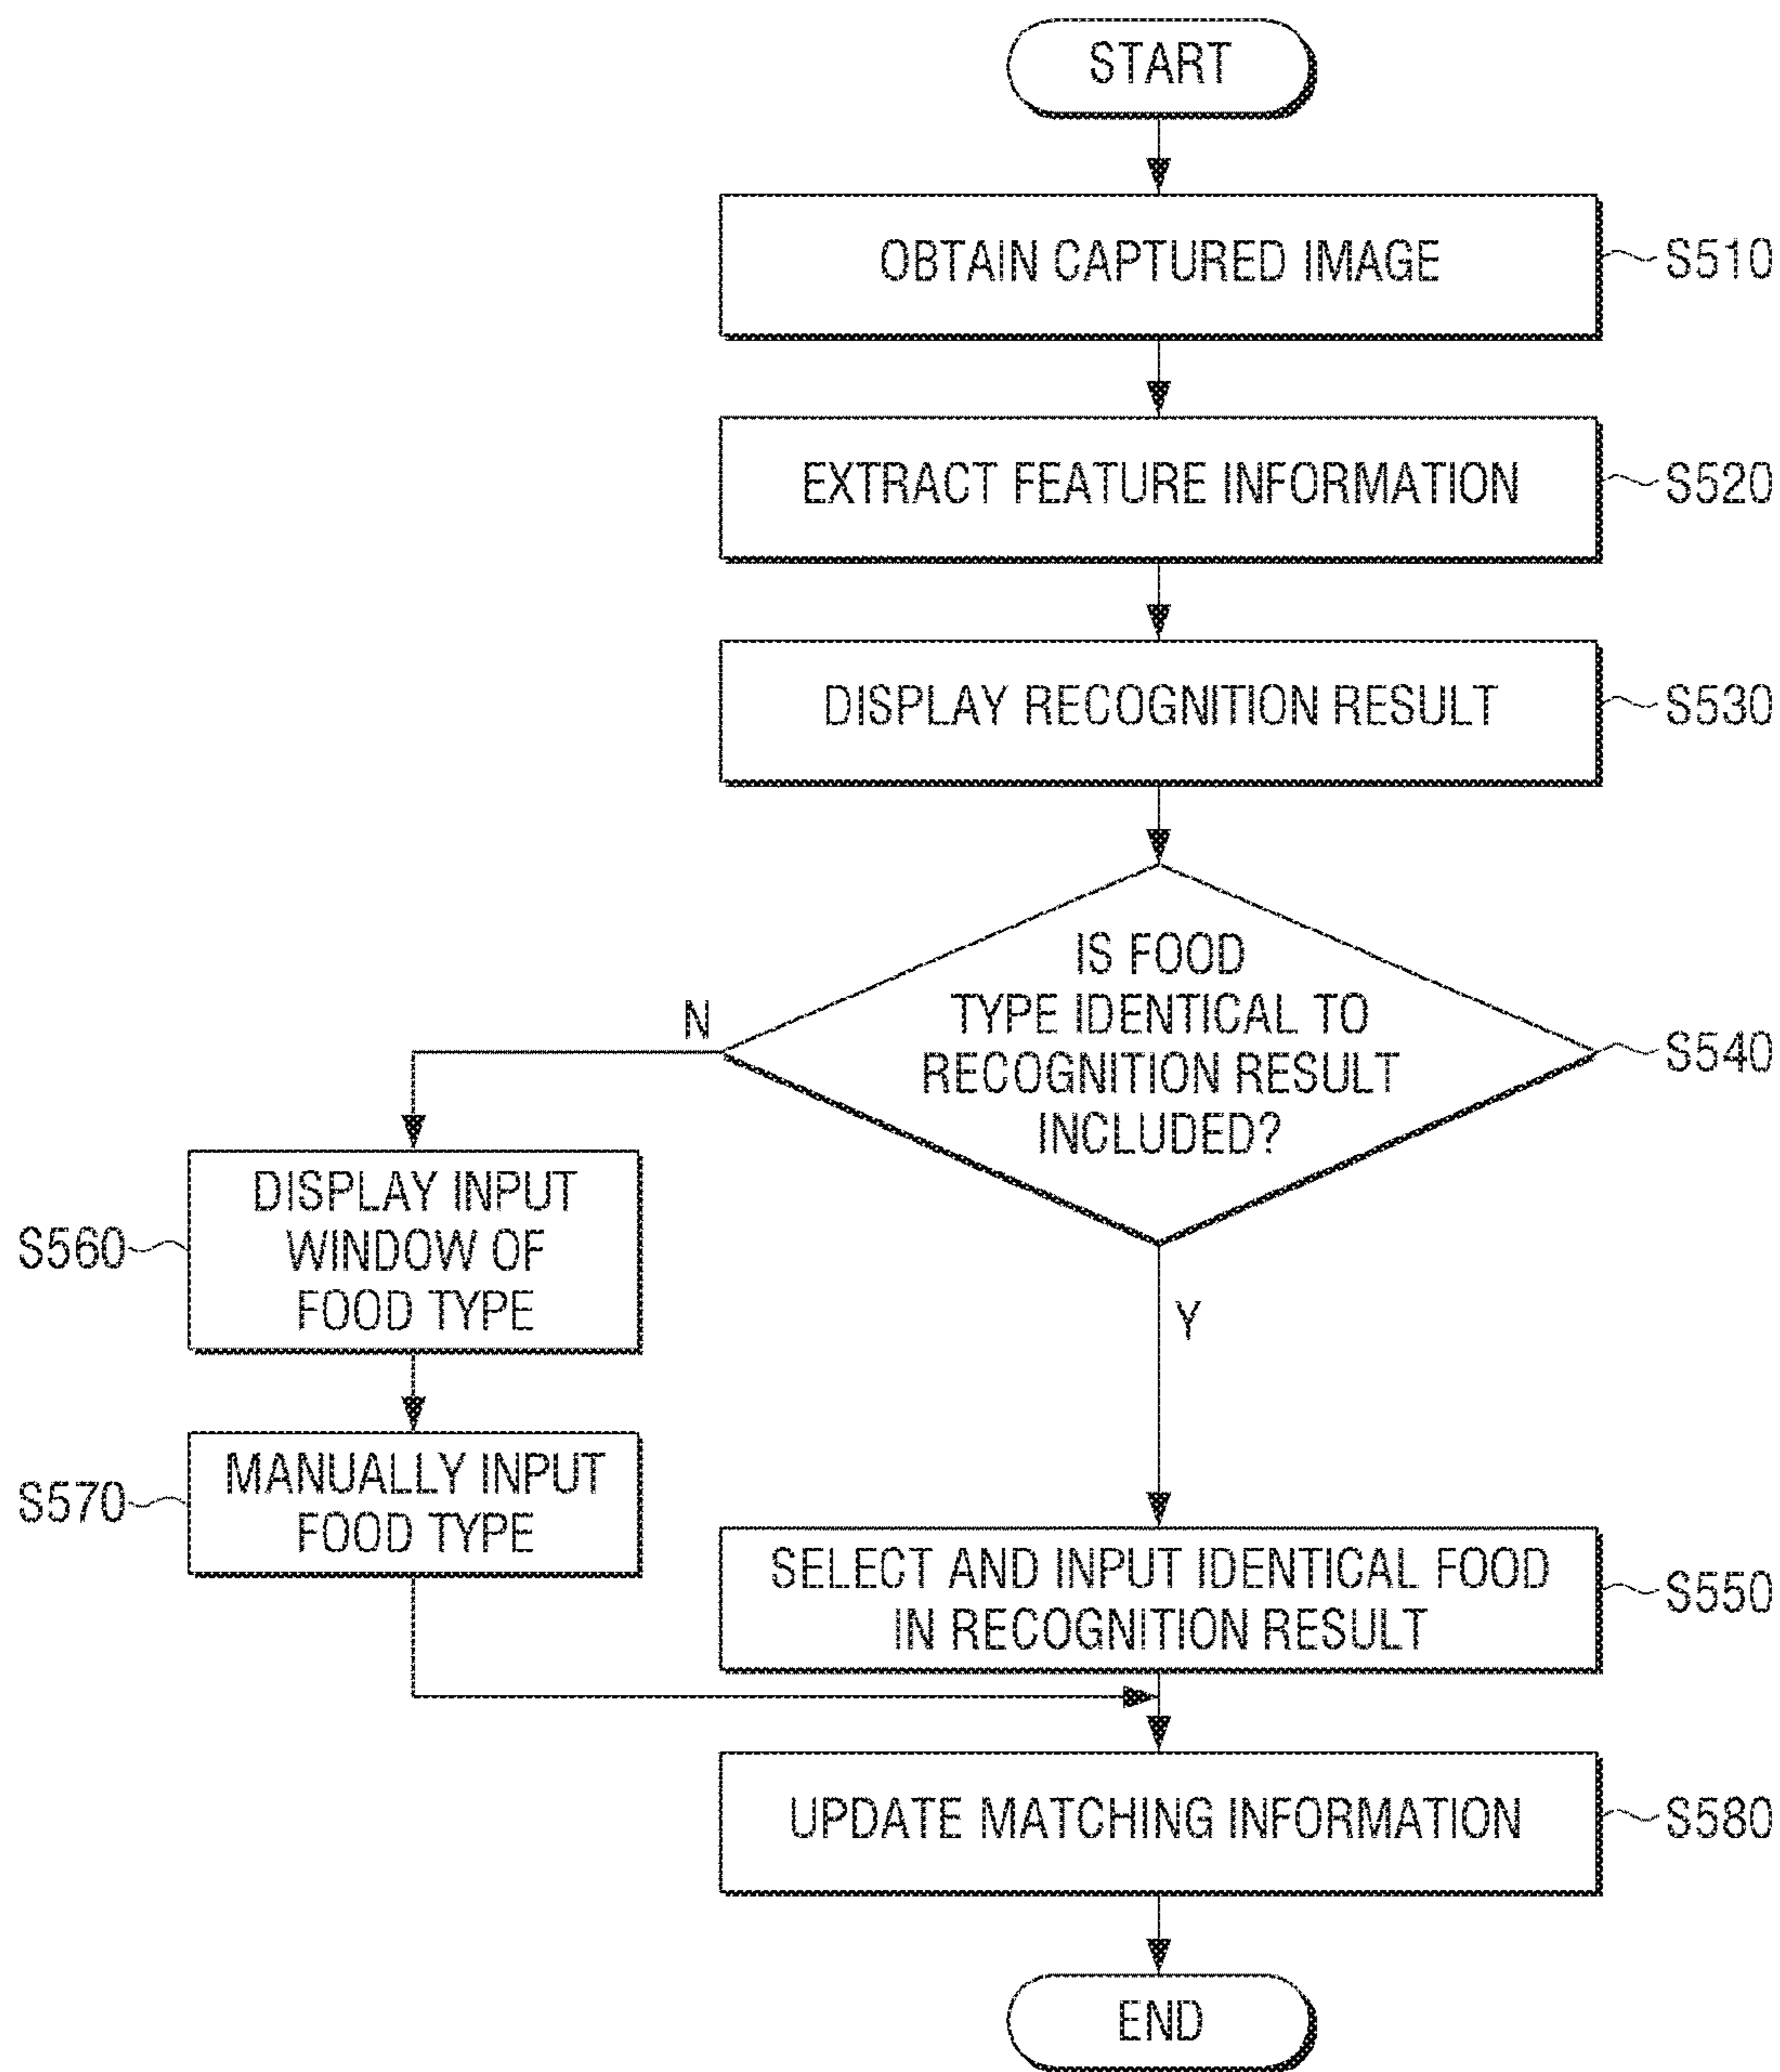 START
OBTAIN CAPTURED IMAGE
S510
EXTRACT FEATURE INFORMATION
S520
DISPLAY RECOGNITION RESULT
S530
IS FOOD
TYPE IDENTICAL TO
RECOGNITION RESULT
INCLUDED?
S540
N
Y
DISPLAY INPUT
WINDOW OF
FOOD TYPE
S560
MANUALLY INPUT
FOOD TYPE
S570
SELECT AND INPUT IDENTICAL FOOD
IN RECOGNITION RESULT
S550
UPDATE MATCHING INFORMATION
S580
END